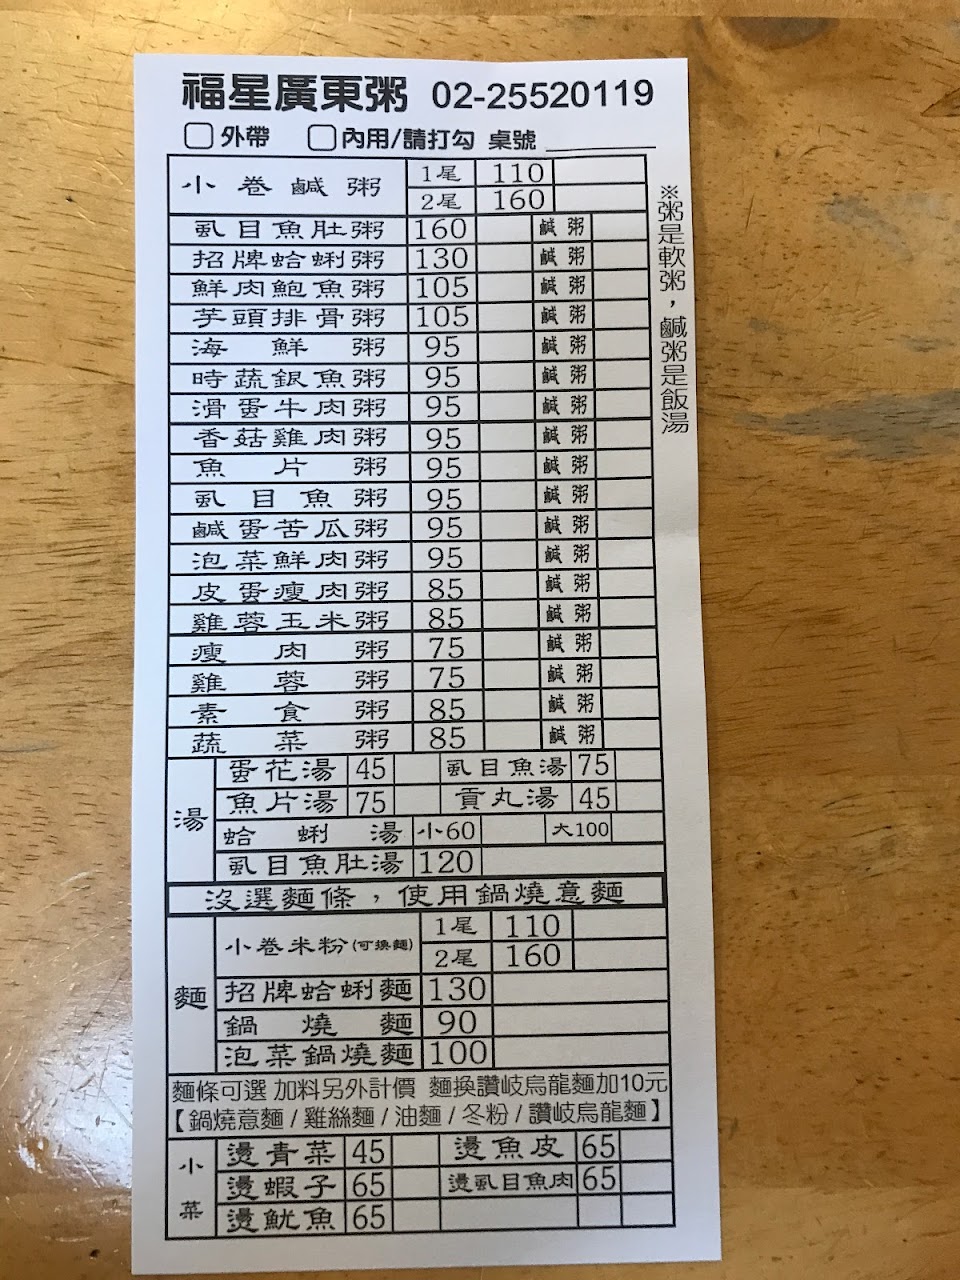 福星廣東粥 02-25520119
外帶 內用/請打勾 桌號
小卷鹹粥 1尾 110
2尾 160
虱目魚肚粥 160 鹹粥
招牌蛤蜊粥 130 鹹粥
鮮肉鮑魚粥 105 鹹粥
芋頭排骨粥 105 鹹粥
海鮮粥 95 鹹粥
時蔬銀魚粥 95 鹹粥
滑蛋牛肉粥 95 鹹粥
香菇雞肉粥 95 鹹粥
魚片粥 95 鹹粥
虱目魚粥 95 鹹粥
鹹蛋苦瓜粥 95 鹹粥
泡菜鮮肉粥 95 鹹粥
皮蛋瘦肉粥 85 鹹粥
雞蓉玉米粥 85 鹹粥
瘦肉粥 75 鹹粥
雞蓉粥 75 鹹粥
素食粥 85 鹹粥
蔬菜粥 85 鹹粥
※粥是軟粥，鹹粥是飯湯
湯
蛋花湯 45 虱目魚湯 75
魚片湯 75 貢丸湯 45
蛤蜊湯 小60 大100
虱目魚肚湯 120
沒選麵條，使用鍋燒意麵
麵
小卷米粉(可換麵) 1尾 110
2尾 160
招牌蛤蜊麵 130
鍋燒麵 90
泡菜鍋燒麵 100
麵條可選 加料另外計價 麵換讚岐烏龍麵加10元
【鍋燒意麵/雞絲麵/油麵/冬粉/讚岐烏龍麵】
小菜
燙青菜 45 燙魚皮 65
燙蝦子 65 燙虱目魚肉 65
燙魷魚 65